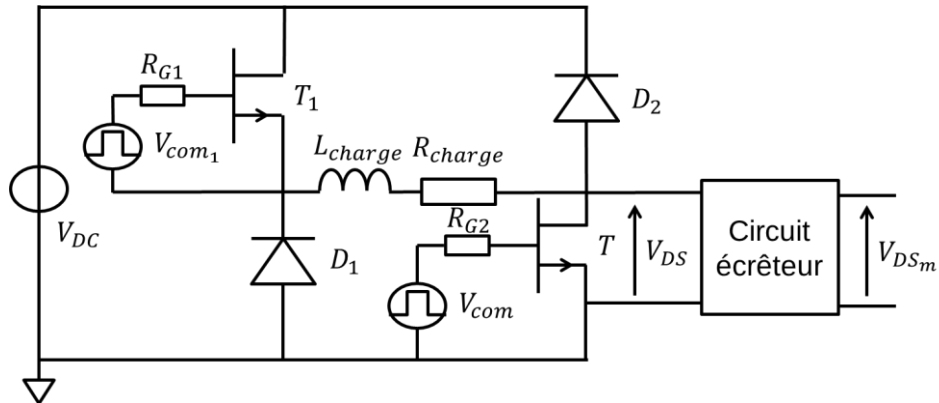 R_{G1}
T_1
V_{com_1}
L_{charge} R_{charge}
D_2
V_{DC}
D_1
R_{G2}
T
V_{com}
V_{DS}
Circuit
écrêteur
V_{DS_m}